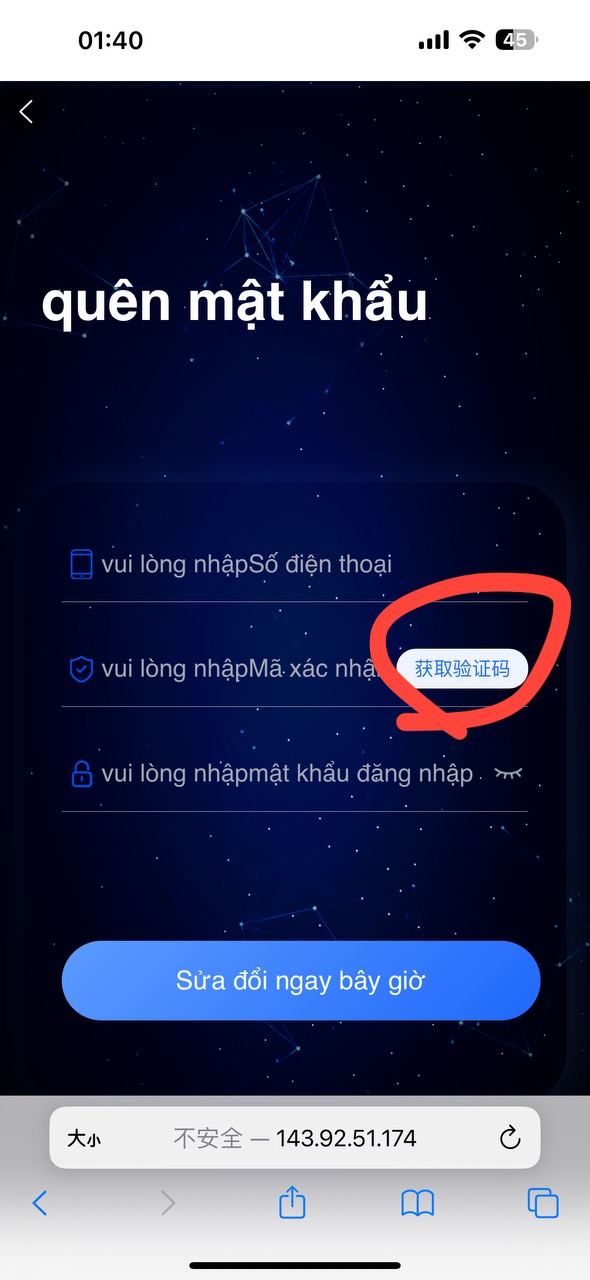 01:40
45
quên mật khẩu
vui lòng nhậpSố điện thoại
vui lòng nhậpMã xác nhậ
获取验证码
vui lòng nhậpmật khẩu đăng nhập
Sửa đổi ngay bây giờ
大小
不安全 — 143.92.51.174